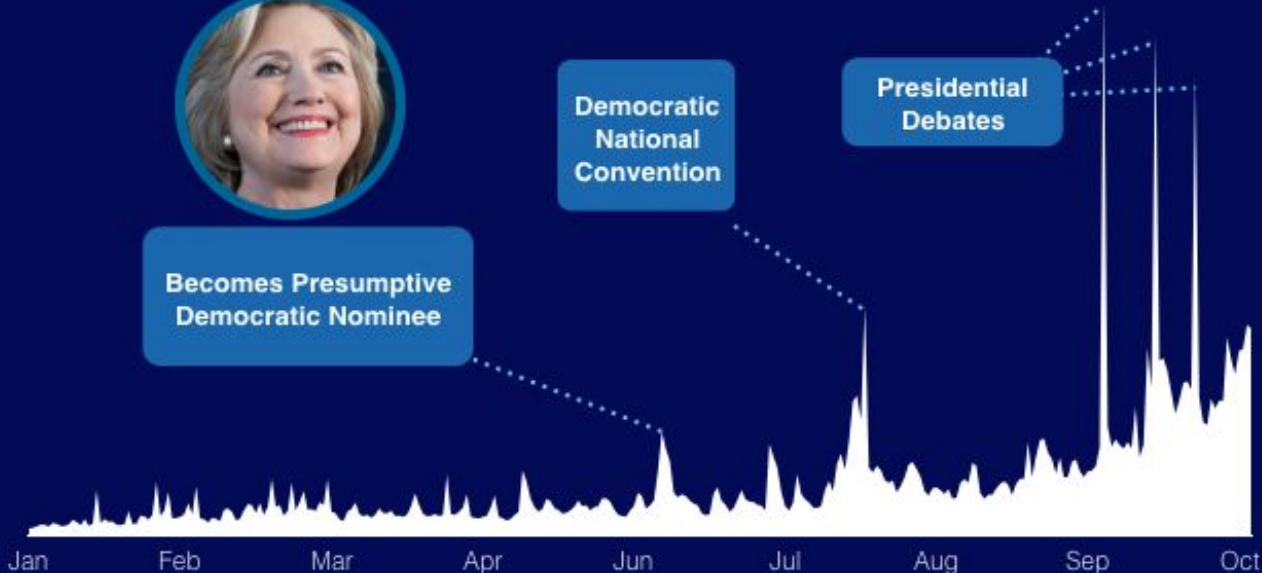 Democratic
National
Convention
Presidential
Debates
Becomes Presumptive
Democratic Nominee
Jan Feb Mar Apr Jun Jul Aug Sep Oct